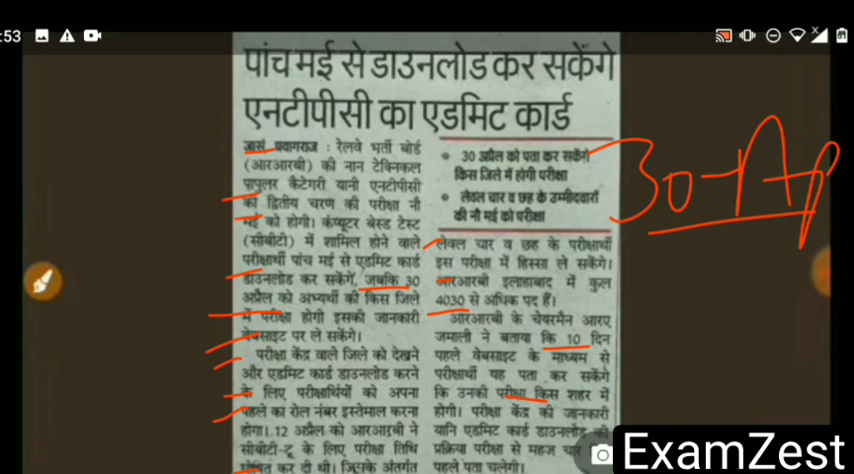 :53
पांच मई से डाउनलोड कर सकेंगे
एनटीपीसी का एडमिट कार्ड
जासं प्रयागराज : रेलवे भर्ती बोर्ड
(आरआरबी) की नान टेक्निकल
पापुलर कैटेगरी यानी एनटीपीसी
की द्वितीय चरण की परीक्षा नौ
मई को होगी। कंप्यूटर बेस्ड टेस्ट
(सीबीटी) में शामिल होने वाले
परीक्षार्थी पांच मई से एडमिट कार्ड
डाउनलोड कर सकेंगे, जबकि 30
अप्रैल को अभ्यर्थी की किस जिले
में परीक्षा होगी इसकी जानकारी
वेबसाइट पर ले सकेंगे।
परीक्षा केंद्र वाले जिले को देखने
और एडमिट कार्ड डाउनलोड करने
के लिए परीक्षार्थियों को अपना
पहले का रोल नंबर इस्तेमाल करना
होगा। 12 अप्रैल को आरआरबी ने
सीबीटी-टू के लिए परीक्षा तिथि
घोषित कर दी थी। जिसके अंतर्गत
• 30 अप्रैल को पता कर सकेंगे
किस जिले में होगी परीक्षा
• लेवल चार व छह के उम्मीदवारों
की नौ मई को परीक्षा
लेवल चार व छह के परीक्षार्थी
इस परीक्षा में हिस्सा ले सकेंगे।
आरआरबी इलाहाबाद में कुल
4030 से अधिक पद हैं।
आरआरबी के चेयरमैन आरए
जमाली ने बताया कि 10 दिन
पहले वेबसाइट के माध्यम से
परीक्षार्थी यह पता कर सकेंगे
कि उनकी परीक्षा किस शहर में
होगी। परीक्षा केंद्र की जानकारी
यानि एडमिट कार्ड डाउनलोड की
प्रक्रिया परीक्षा से महज चार
पहले पता चलेगी।
30-Ap
ExamZest